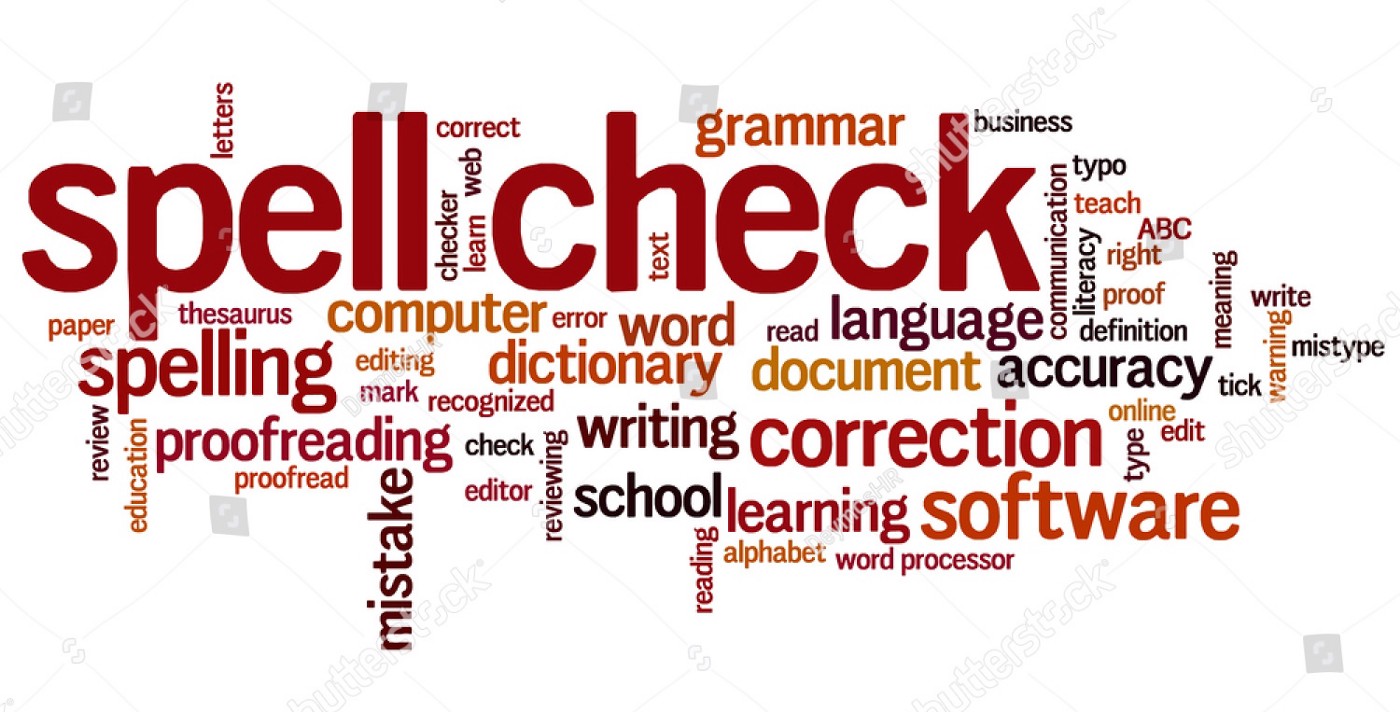 letters
correct
grammar
business
spell check
web
checker
learn
text
communication
typo
teach
ABC
literacy
right
proof
meaning
write
paper
thesaurus
computer
error
word
read
language
definition
warning
mistype
spelling
editing
dictionary
document
accuracy
tick
mark
recognized
online
edit
review
education
proofreading
check
reviewing
writing
correction
type
proofread
editor
school
learning
software
mistake
reading
alphabet
word processor
shutterstock
shutterstock
shutterstock
shutterstock